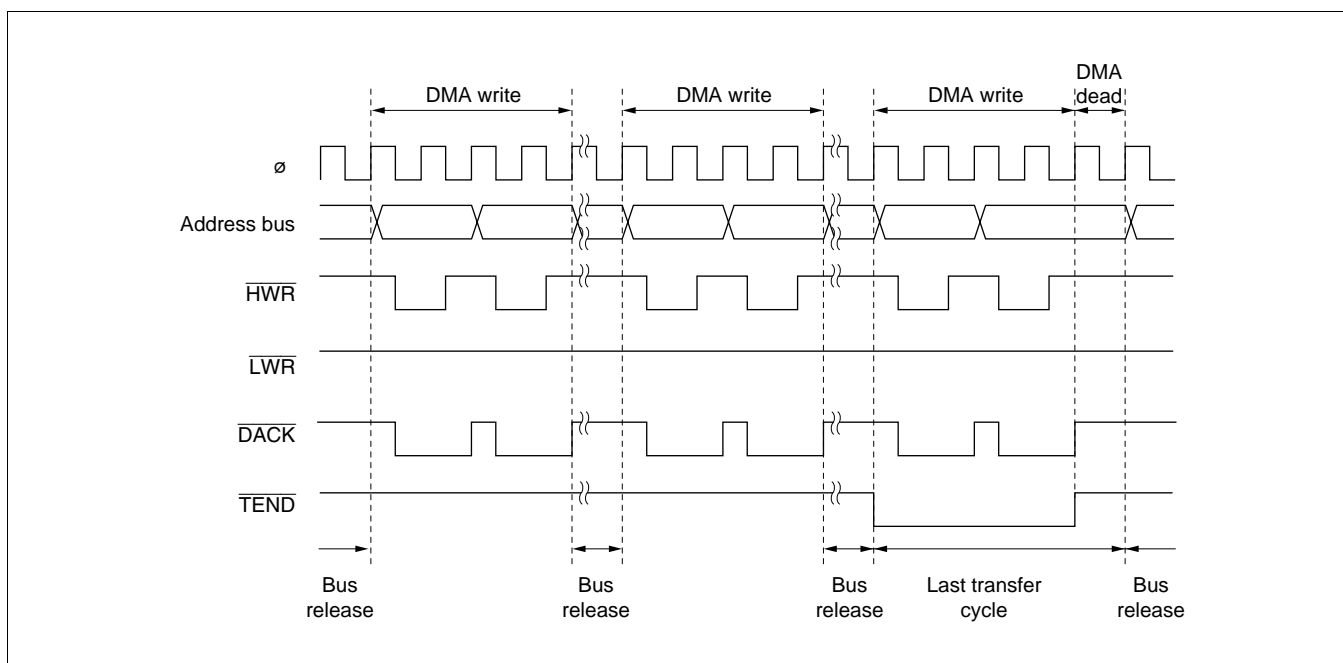 DMA
dead
DMA write
DMA write
DMA write
ø
Address bus
HWR
LWR
DACK
TEND
Bus
release
Bus
release
Bus
release
Last transfer
cycle
Bus
release